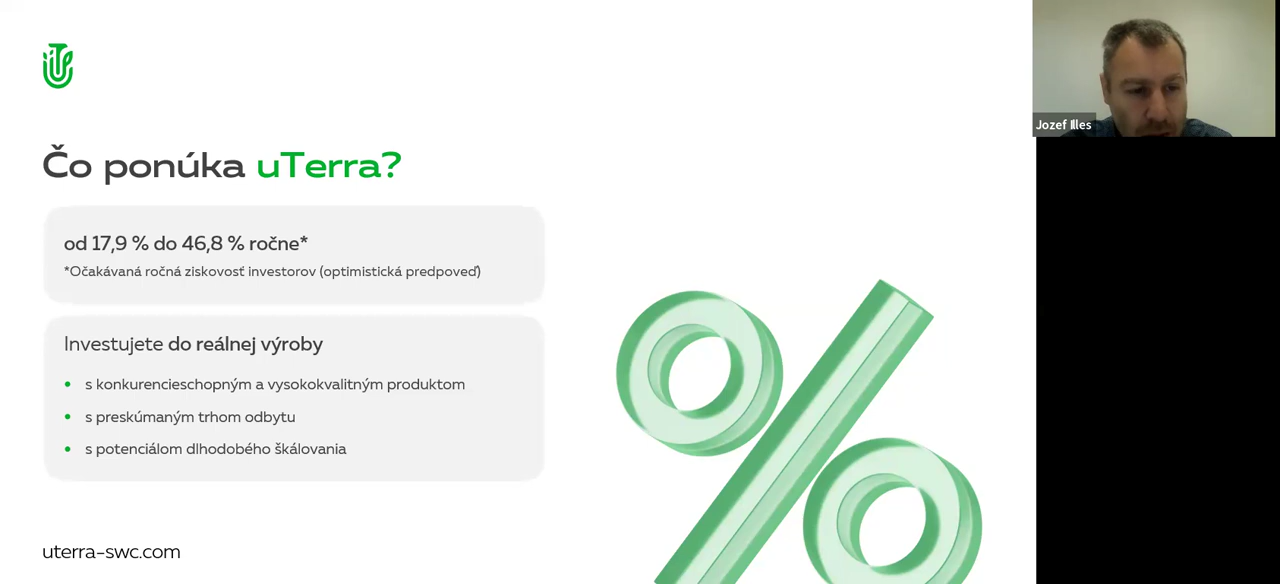 Čo ponúka uTerra?
od 17,9 % do 46,8 % ročne*
*Očakávaná ročná ziskovosť investorov (optimistická predpoveď)
Investujete do reálnej výroby
• s konkurencieschopným a vysokokvalitným produktom
• s preskúmaným trhom odbytu
• s potenciálom dlhodobého škálovania
uterra-swc.com
%
Jozef Illes